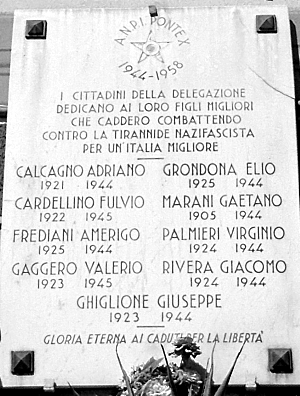 A.N.P.I. PONTEX
1944-1958
I CITTADINI DELLA DELEGAZIONE
DEDICANO AI LORO FIGLI MIGLIORI
CHE CADDERO COMBATTENDO
CONTRO LA TIRANNIDE NAZIFASCISTA
PER UN'ITALIA MIGLIORE
CALCAGNO ADRIANO GRONDONA ELIO
1921 1944 1925 1944
CARDELLINO FULVIO MARANI GAETANO
1922 1945 1905 1944
FREDIANI AMERIGO PALMIERI VIRGINIO
1925 1944 1924 1944
GAGGERO VALERIO RIVERA GIACOMO
1923 1945 1924 1944
GHIGLIONE GIUSEPPE
1923 1944
GLORIA ETERNA AI CADUTI PER LA LIBERTÀ